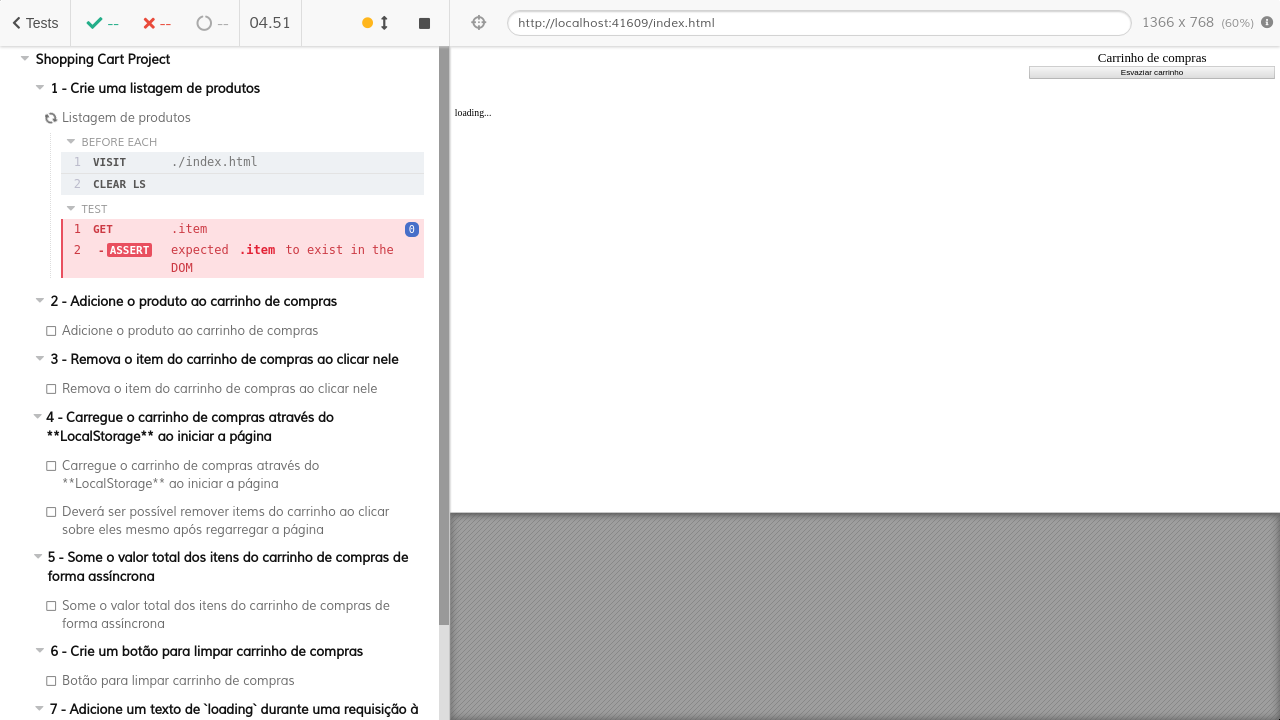 Tests
--
--
--
04.51
http://localhost:41609/index.html
1366 x 768 (60%)
Shopping Cart Project
1 - Crie uma listagem de produtos
Listagem de produtos
BEFORE EACH
1 VISIT ./index.html
2 CLEAR LS
TEST
1 GET .item 0
2 -ASSERT expected .item to exist in the
DOM
2 - Adicione o produto ao carrinho de compras
Adicione o produto ao carrinho de compras
3 - Remova o item do carrinho de compras ao clicar nele
Remova o item do carrinho de compras ao clicar nele
4 - Carregue o carrinho de compras através do
**LocalStorage** ao iniciar a página
Carregue o carrinho de compras através do
**LocalStorage** ao iniciar a página
Deverá ser possível remover items do carrinho ao clicar
sobre eles mesmo após regarregar a página
5 - Some o valor total dos itens do carrinho de compras de
forma assíncrona
Some o valor total dos itens do carrinho de compras de
forma assíncrona
6 - Crie um botão para limpar carrinho de compras
Botão para limpar carrinho de compras
7 - Adicione um texto de `loading` durante uma requisição à
Carrinho de compras
Esvaziar carrinho
loading...